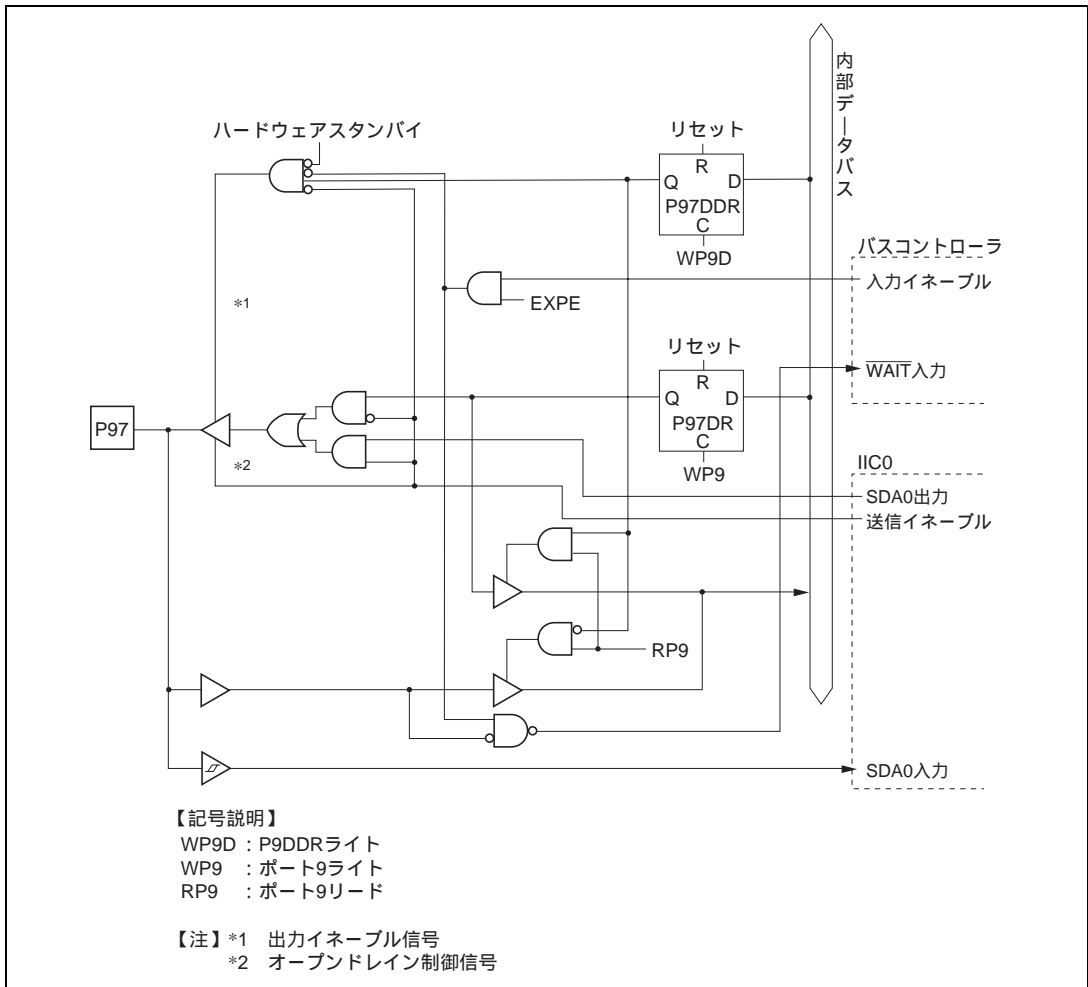 内部データバス
ハードウェアスタンバイ
リセット
R
Q D
P97DDR
C
WP9D
バスコントローラ
入力イネーブル
EXPE
*1
リセット
WAIT入力
R
Q D
P97DR
C
WP9
P97
*2
IIC0
SDA0出力
送信イネーブル
RP9
SDA0入力
【記号説明】
WP9D : P9DDRライト
WP9 : ポート9ライト
RP9 : ポート9リード
【注】*1 出力イネーブル信号
*2 オープンドレイン制御信号